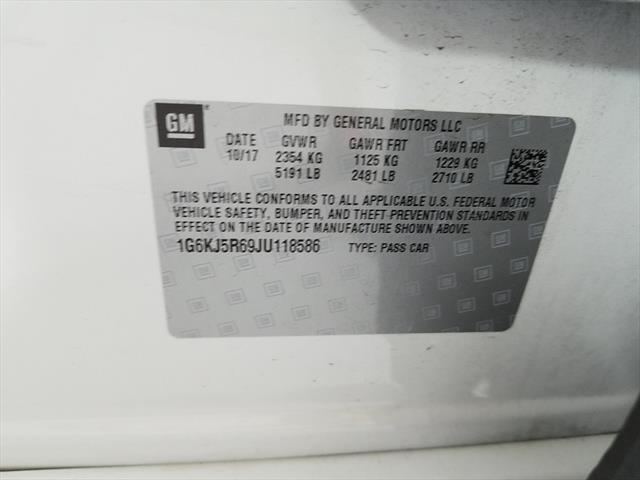 GM
MFD BY GENERAL MOTORS LLC
DATE GVWR GAWR FRT GAWR RR
10/17 2354 KG 1125 KG 1229 KG
5191 LB 2481 LB 2710 LB
THIS VEHICLE CONFORMS TO ALL APPLICABLE U.S. FEDERAL MOTOR
VEHICLE SAFETY, BUMPER, AND THEFT PREVENTION STANDARDS IN
EFFECT ON THE DATE OF MANUFACTURE SHOWN ABOVE.
1G6KJ5R69JU118586 TYPE: PASS CAR